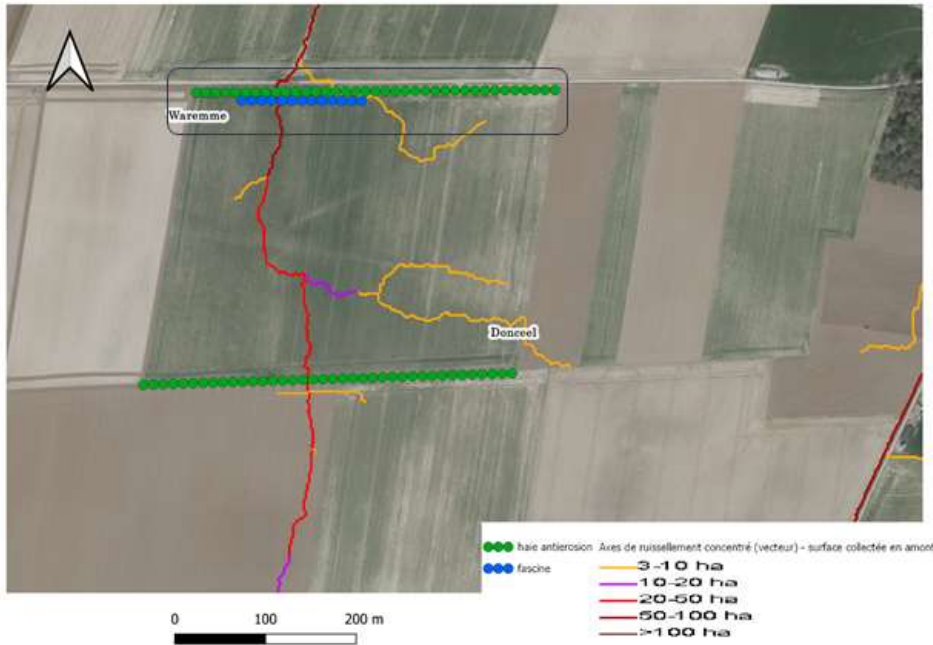 Waremme
Donceel
haie antierosion
fascine
Axes de ruissellement concentré (vecteur) - surface collectée en amont
3-10 ha
10-20 ha
20-50 ha
50-100 ha
>100 ha
0 100 200 m